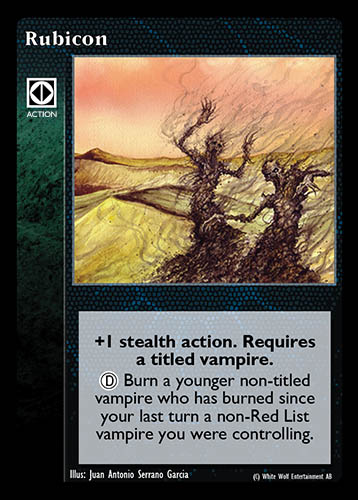 Rubicon
ACTION
+1 stealth action. Requires
a titled vampire.
Ⓓ Burn a younger non-titled
vampire who has burned since
your last turn a non-Red List
vampire you were controlling.
Illus: Juan Antonio Serrano Garcia
(C) White Wolf Entertainment AB